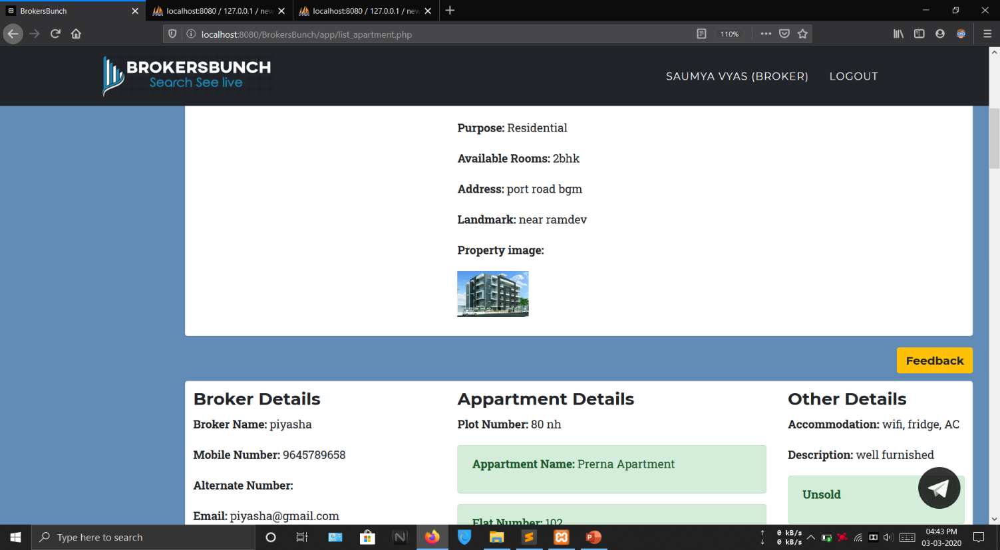 BrokersBunch
localhost:8080 / 127.0.0.1 / new
localhost:8080 / 127.0.0.1 / new
localhost:8080/BrokersBunch/app/list_apartment.php
110%
BROKERSBUNCH
Search See live
SAUMYA VYAS (BROKER)
LOGOUT
Purpose: Residential
Available Rooms: 2bhk
Address: port road bgm
Landmark: near ramdev
Property image:
Feedback
Broker Details
Broker Name: piyasha
Mobile Number: 9645789658
Alternate Number:
Email: piyasha@gmail.com
Appartment Details
Plot Number: 80 nh
Appartment Name: Prerna Apartment
Flat Number: 102
Other Details
Accommodation: wifi, fridge, AC
Description: well furnished
Unsold
Type here to search
0 kB/s
0 kB/s
04:43 PM
03-03-2020